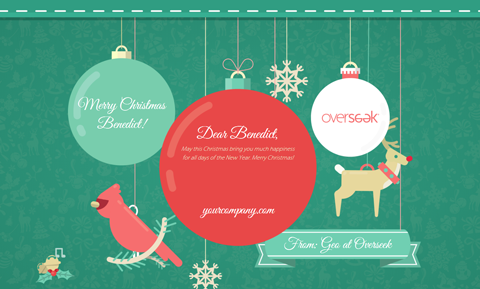 Merry Christmas
Benedict!
Dear Benedict,
May this Christmas bring you much happiness
for all days of the New Year. Merry Christmas!
yourcompany.com
overseek
From: Geo at Overseek